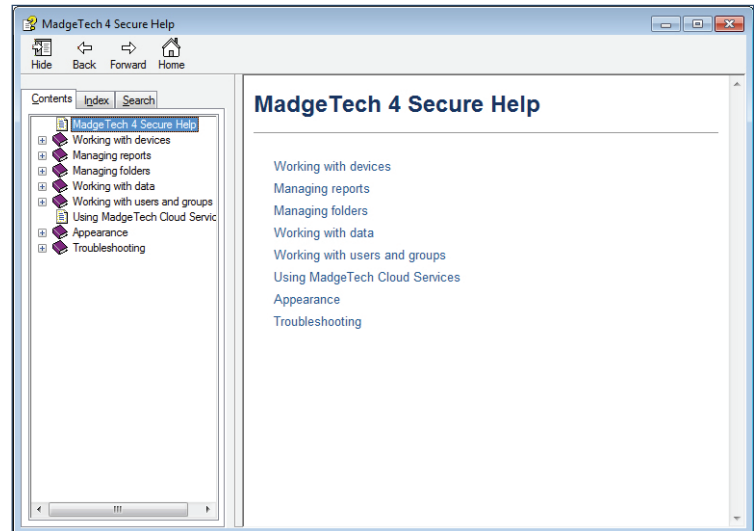 MadgeTech 4 Secure Help
Hide Back Forward Home
Contents Index Search
MadgeTech 4 Secure Help
Working with devices
Managing reports
Managing folders
Working with data
Working with users and groups
Using MadgeTech Cloud Servic
Appearance
Troubleshooting
MadgeTech 4 Secure Help
Working with devices
Managing reports
Managing folders
Working with data
Working with users and groups
Using MadgeTech Cloud Services
Appearance
Troubleshooting